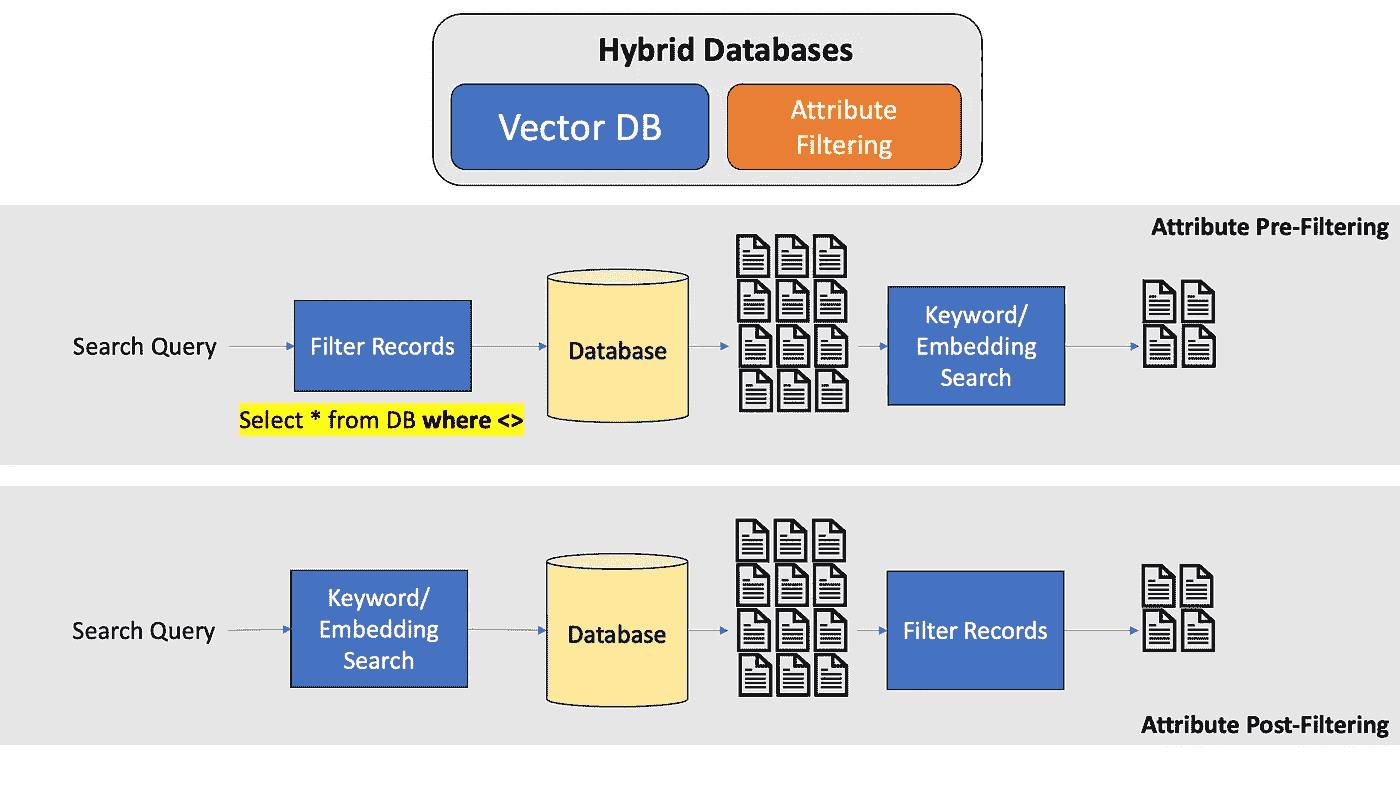 Hybrid Databases
Vector DB
Attribute
Filtering
Attribute Pre-Filtering
Search Query
Filter Records
Select * from DB where <>
Database
Keyword/
Embedding
Search
Search Query
Keyword/
Embedding
Search
Database
Filter Records
Attribute Post-Filtering